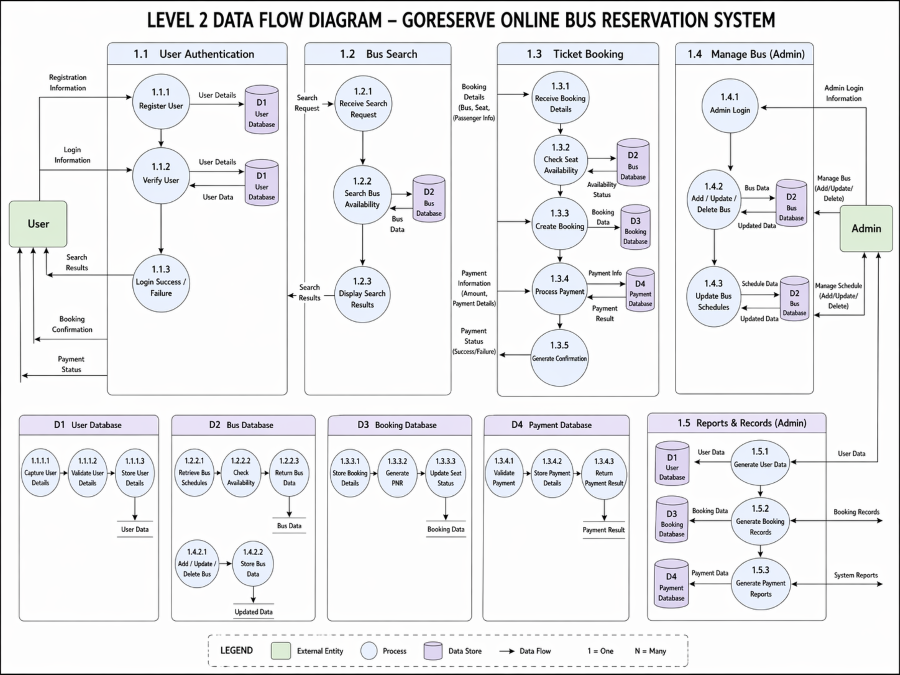 LEVEL 2 DATA FLOW DIAGRAM – GORESERVE ONLINE BUS RESERVATION SYSTEM
1.1 User Authentication
Registration
Information
1.1.1
Register User
User Details
D1
User
Database
Login
Information
1.1.2
Verify User
User Details
User Data
D1
User
Database
User
1.1.3
Login Success /
Failure
Search
Results
Booking
Confirmation
Payment
Status
1.2 Bus Search
Search
Request
1.2.1
Receive Search
Request
1.2.2
Search Bus
Availability
Bus
Data
D2
Bus
Database
1.2.3
Display Search
Results
Search
Results
1.3 Ticket Booking
Booking
Details
(Bus, Seat,
(Passenger Info)
1.3.1
Receive Booking
Details
1.3.2
Check Seat
Availability
Availability
Status
D2
Bus
Database
1.3.3
Create Booking
Booking
Data
D3
Booking
Database
Payment
Information
(Amount,
Payment Details)
1.3.4
Process Payment
Payment Info
Payment
Result
D4
Payment
Database
Payment
Status
(Success/Failure)
1.3.5
Generate Confirmation
1.4 Manage Bus (Admin)
1.4.1
Admin Login
Admin Login
Information
1.4.2
Add / Update /
Delete Bus
Bus Data
Updated Data
D2
Bus
Database
Manage Bus
(Add/Update/
Delete)
Admin
1.4.3
Update Bus
Schedules
Schedule Data
Updated Data
D2
Bus
Database
Manage Schedule
(Add/Update/
Delete)
D1 User Database
1.1.1.1
Capture User
Details
1.1.1.2
Validate User
Details
1.1.1.3
Store User
Details
User Data
D2 Bus Database
1.2.2.1
Retrieve Bus
Schedules
1.2.2.2
Check
Availability
1.2.2.3
Return Bus
Data
Bus Data
1.4.2.1
Add / Update /
Delete Bus
1.4.2.2
Store Bus
Data
Updated Data
D3 Booking Database
1.3.3.1
Store Booking
Details
1.3.3.2
Generate
PNR
1.3.3.3
Update Seat
Status
Booking Data
D4 Payment Database
1.3.4.1
Validate
Payment
1.3.4.2
Store Payment
Details
1.3.4.3
Return
Payment Result
Payment Result
1.5 Reports & Records (Admin)
D1
User
Database
User Data
1.5.1
Generate User Data
User Data
D3
Booking
Database
Booking Data
1.5.2
Generate Booking
Records
Booking Records
D4
Payment
Database
Payment Data
1.5.3
Generate Payment
Reports
System Reports
LEGEND
External Entity
Process
Data Store
Data Flow
1 = One
N = Many